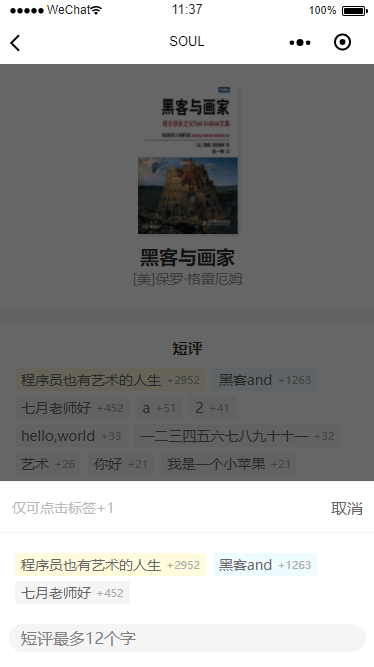 WeChat 11:37 100%
SOUL
黑客与画家
黑客与画家
[美]保罗·格雷厄姆
短评
程序员也有艺术的人生 +2952 黑客and +1263
七月老师好 +452 a +51 2 +41
hello,world +33 一二三四五六七八九十十一 +32
艺术 +26 你好 +21 我是一个小苹果 +21
仅可点击标签+1 取消
程序员也有艺术的人生 +2952 黑客and +1263
七月老师好 +452
短评最多12个字